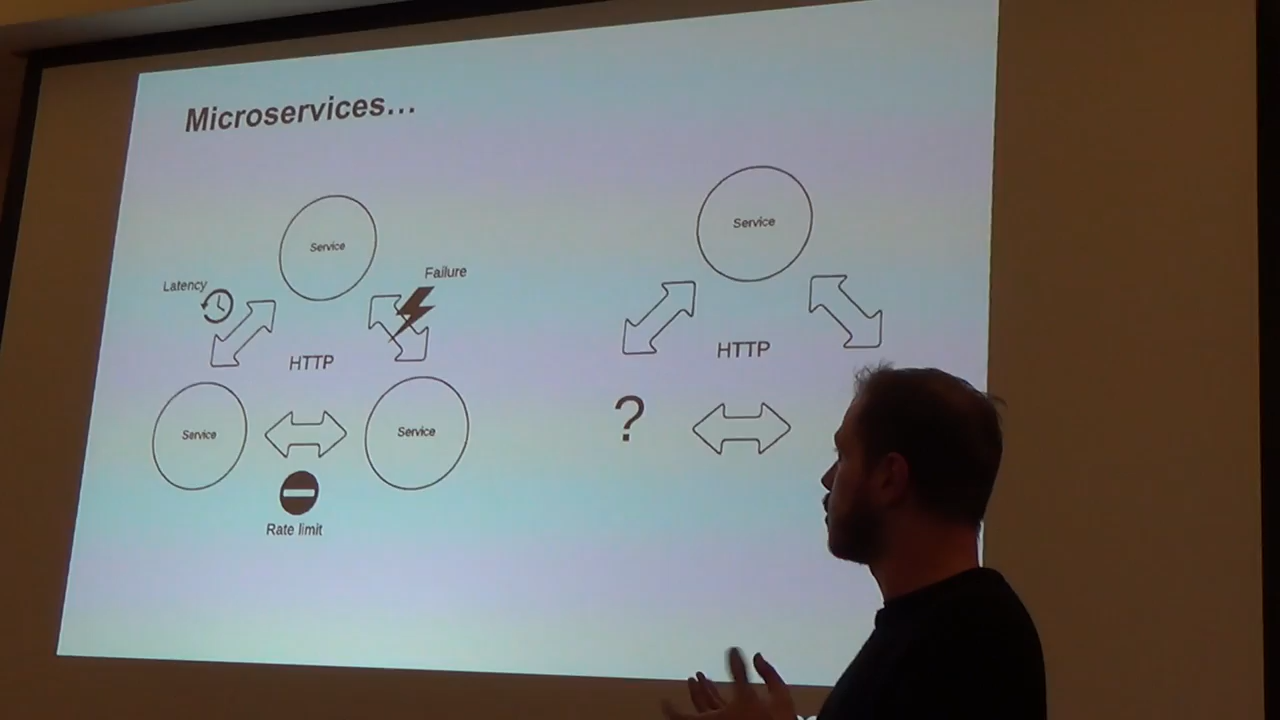 Microservices...
Service
Latency
Failure
HTTP
Service
Service
Rate limit
Service
HTTP
?